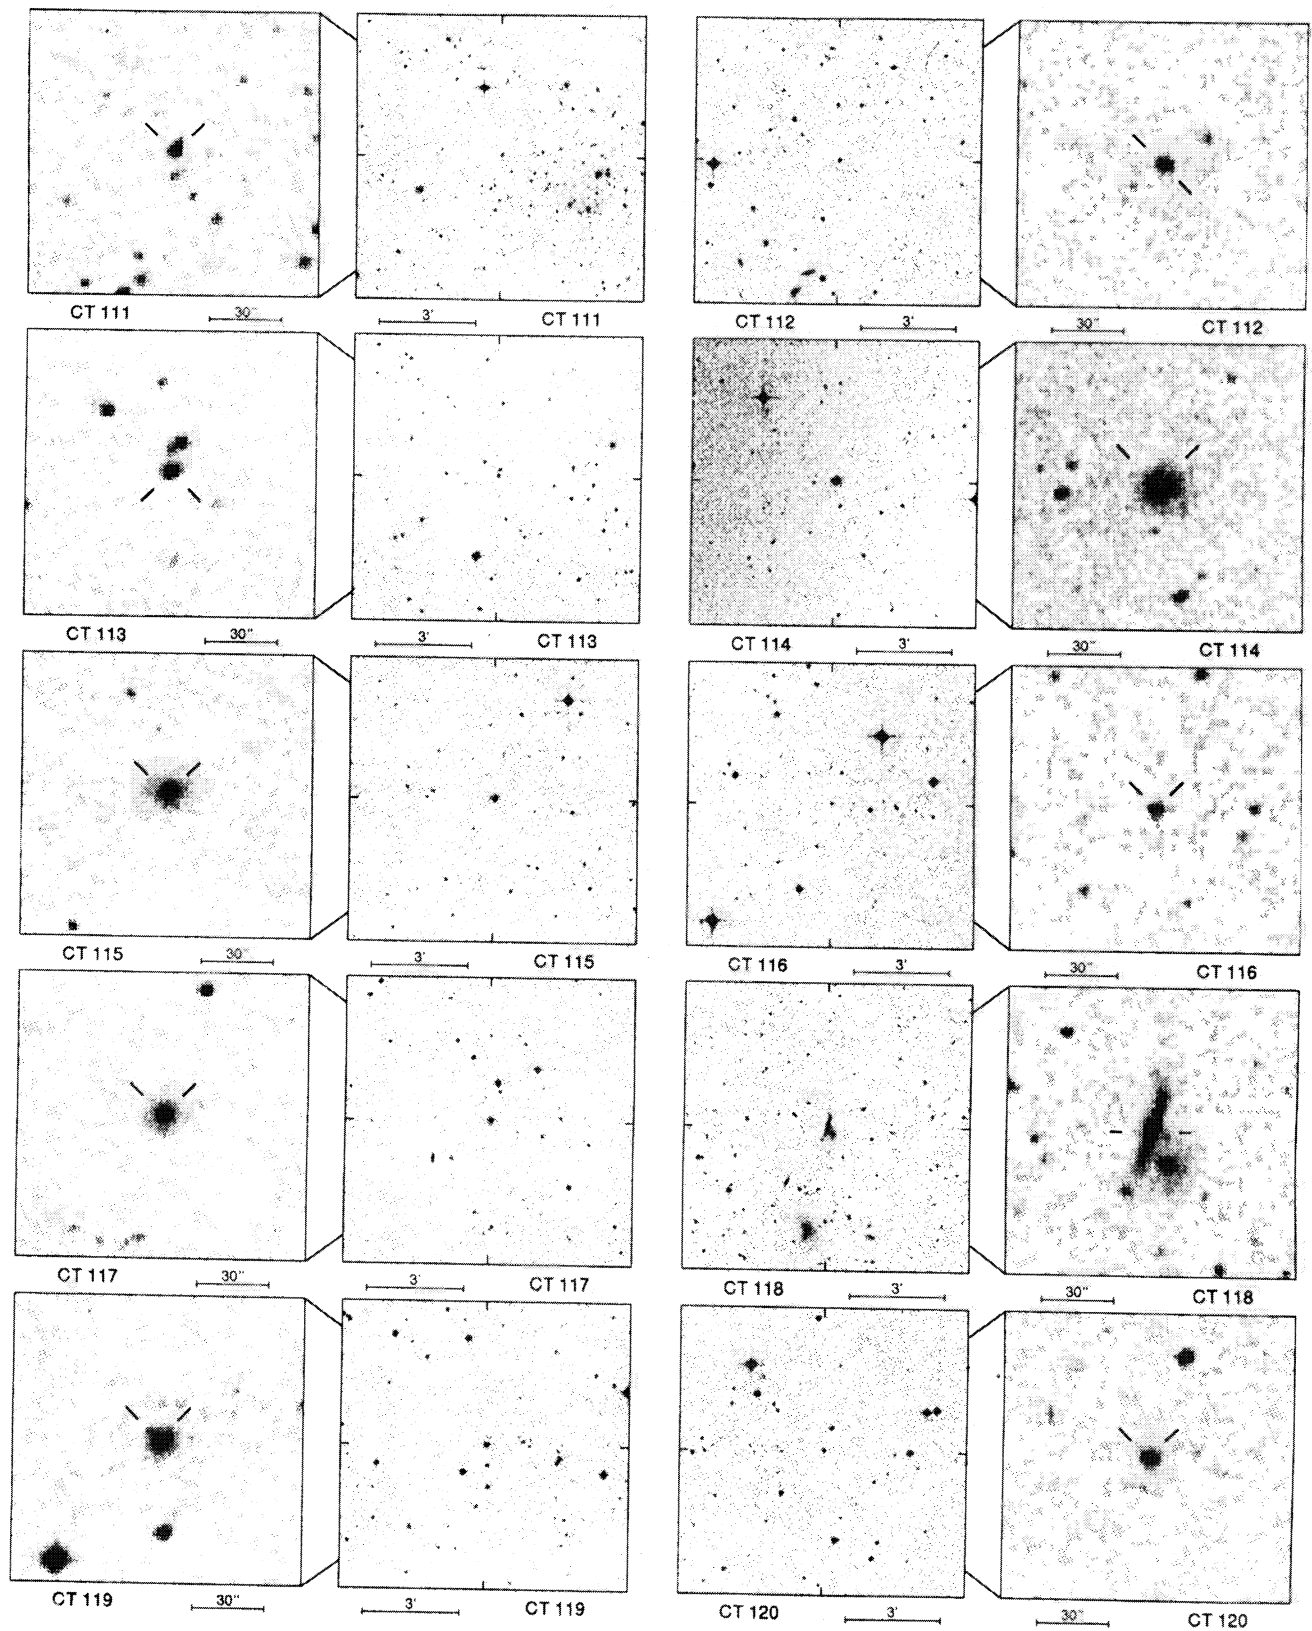 CT 111 30" 3' CT 111 CT 112 3' 30" CT 112
CT 113 30" 3' CT 113 CT 114 3' 30" CT 114
CT 115 30" 3' CT 115 CT 116 3' 30" CT 116
CT 117 30" 3' CT 117 CT 118 3' 30" CT 118
CT 119 30" 3' CT 119 CT 120 3' 30" CT 120